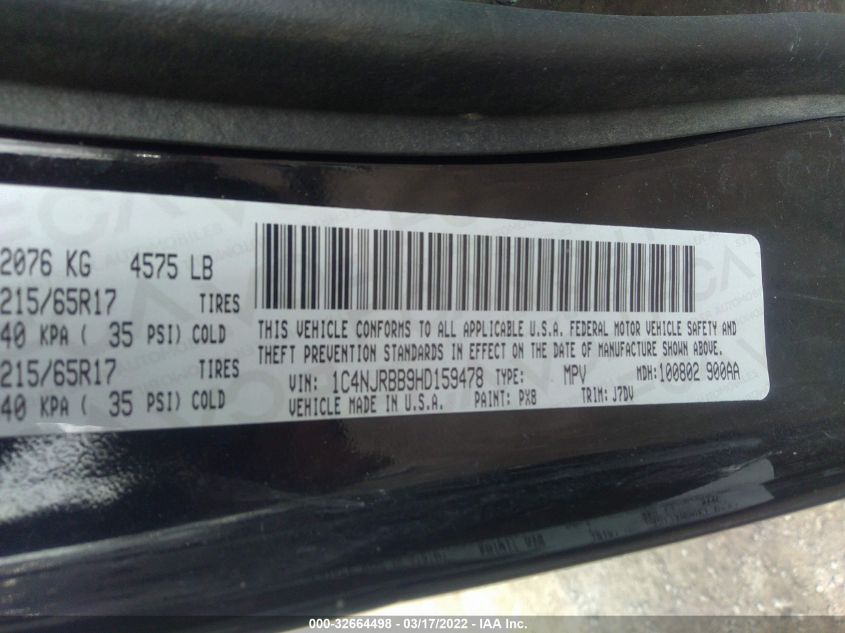 2076 KG 4575 LB
215/65R17 TIRES
40 KPA ( 35 PSI) COLD
215/65R17 TIRES
40 KPA ( 35 PSI) COLD
THIS VEHICLE CONFORMS TO ALL APPLICABLE U.S.A. FEDERAL MOTOR VEHICLE SAFETY AND
THEFT PREVENTION STANDARDS IN EFFECT ON THE DATE OF MANUFACTURE SHOWN ABOVE.
VIN: 1C4NJRBB9HD159478 TYPE: MPV MDH: 100802 900AA
VEHICLE MADE IN U.S.A. PAINT: PX8 TRIM: J7DV
000-32664498 - 03/17/2022 - IAA Inc.